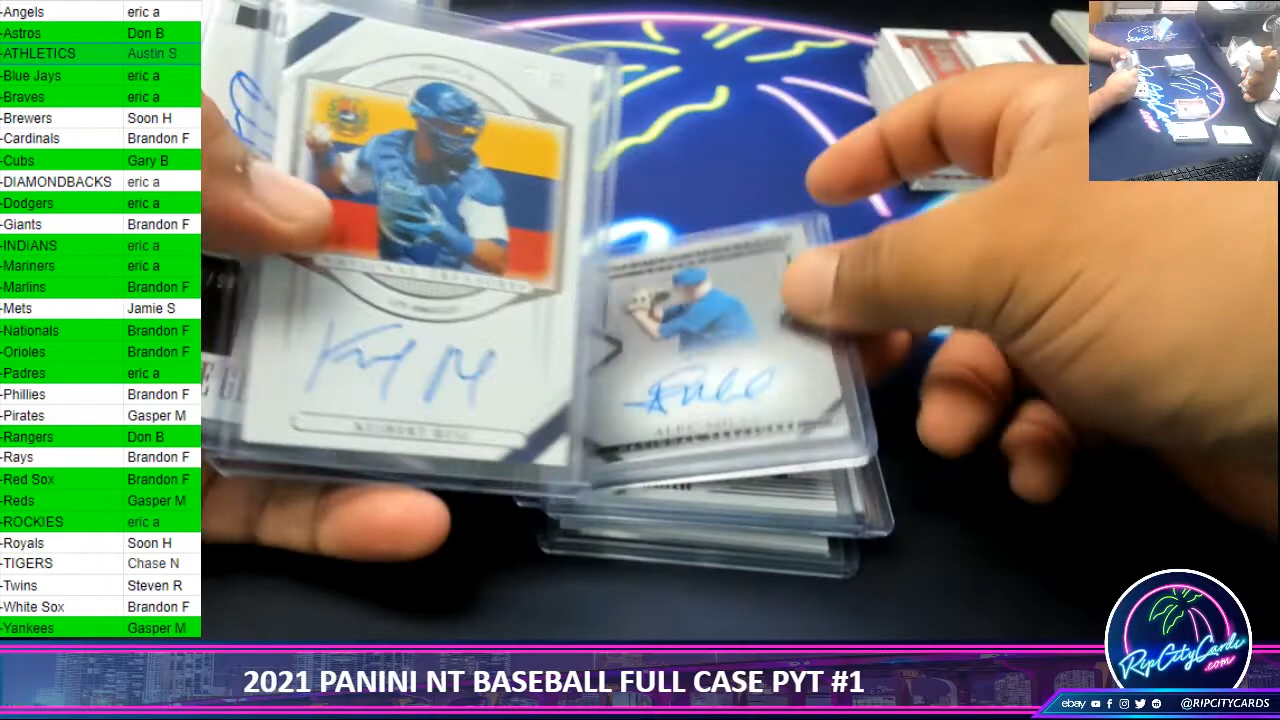 -Angels eric a
-Astros Don B
-ATHLETICS Austin S
-Blue Jays eric a
-Braves eric a
-Brewers Soon H
-Cardinals Brandon F
-Cubs Gary B
-DIAMONDBACKS eric a
-Dodgers eric a
-Giants Brandon F
-INDIANS eric a
-Mariners eric a
-Marlins Brandon F
-Mets Jamie S
-Nationals Brandon F
-Orioles Brandon F
-Padres eric a
-Phillies Brandon F
-Pirates Gasper M
-Rangers Don B
-Rays Brandon F
-Red Sox Brandon F
-Reds Gasper M
-ROCKIES eric a
-Royals Soon H
-TIGERS Chase N
-Twins Steven R
-White Sox Brandon F
-Yankees Gasper M
2021 PANINI NT BASEBALL FULL CASE PYT #1
RipCityCards
.com
ebay @RIPCITYCARDS